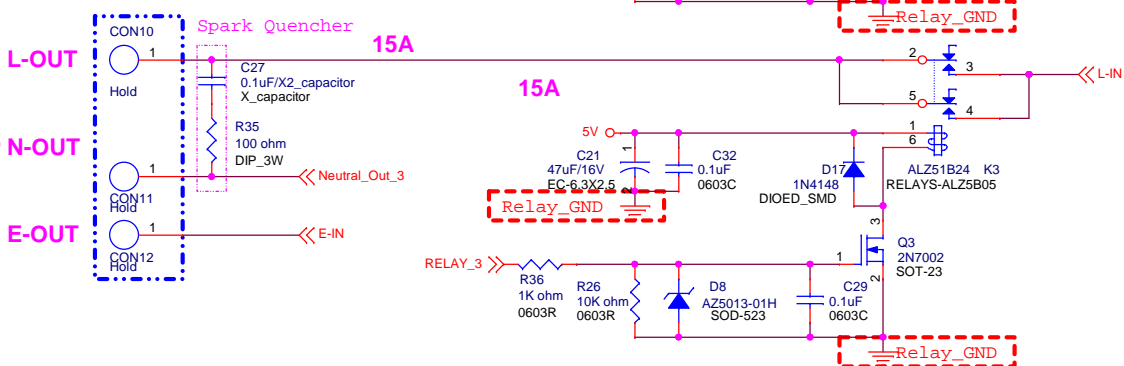 Relay_GND
CON10
Spark Quencher
L-OUT
1
15A
C27
0.1uF/X2_capacitor
X_capacitor
Hold
15A
2
3
L-IN
5
4
R35
100 ohm
DIP_3W
N-OUT
1
Neutral_Out_3
CON11
Hold
5V
1
C21
47uF/16V
EC-6.3X2.5
2
C32
0.1uF
0603C
D17
1N4148
DIOED_SMD
1
6
ALZ51B24 K3
RELAYS-ALZ5B05
Relay_GND
E-OUT
1
E-IN
CON12
Hold
3
Q3
2N7002
SOT-23
1
2
RELAY_3
R36
1K ohm
0603R
R26
10K ohm
0603R
D8
AZ5013-01H
SOD-523
C29
0.1uF
0603C
Relay_GND